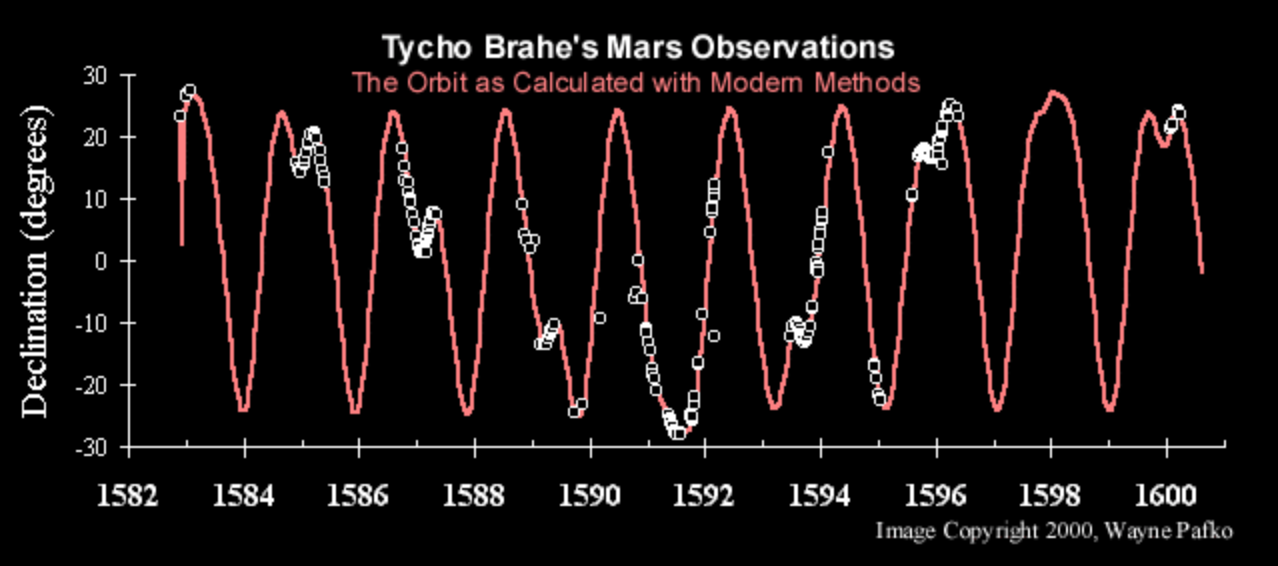 Tycho Brahe's Mars Observations
The Orbit as Calculated with Modern Methods
Declination (degrees)
30
20
10
0
-10
-20
-30
1582 1584 1586 1588 1590 1592 1594 1596 1598 1600
Image Copyright 2000, Wayne Pafko